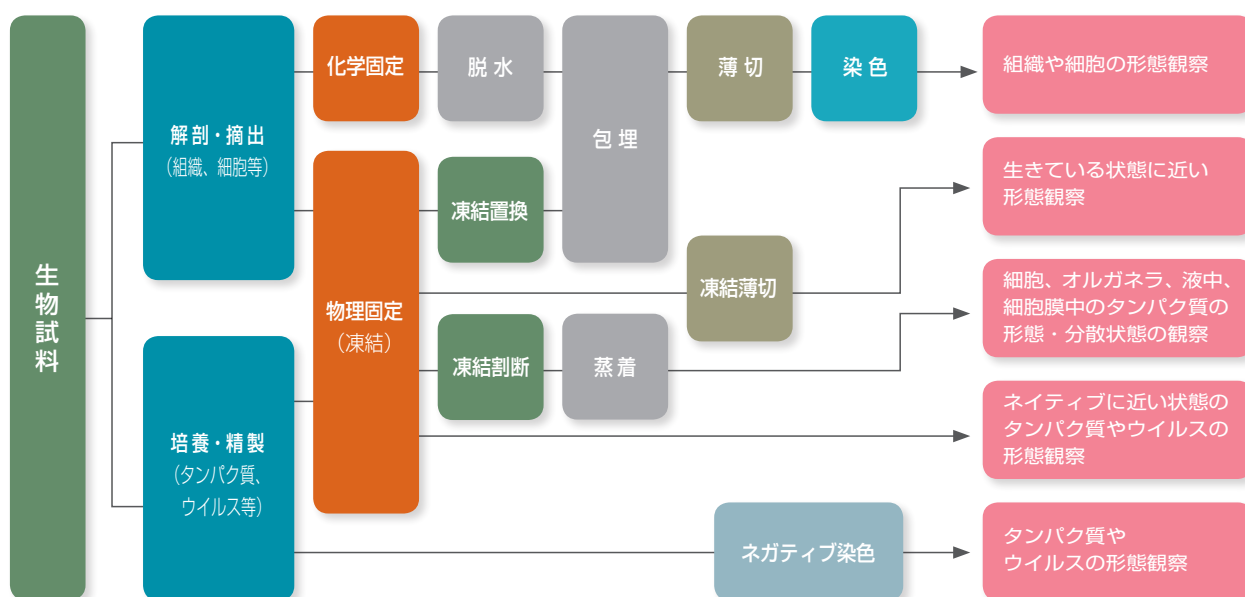 生物試料
解剖・摘出
（組織、細胞等）
培養・精製
（タンパク質、
ウイルス等）
化学固定
物理固定
（凍結）
脱水
凍結置換
凍結割断
包埋
蒸着
薄切
凍結薄切
染色
ネガティブ染色
組織や細胞の形態観察
生きている状態に近い
形態観察
細胞、オルガネラ、液中、
細胞膜中のタンパク質の
形態・分散状態の観察
ネイティブに近い状態の
タンパク質やウイルスの
形態観察
タンパク質や
ウイルスの形態観察